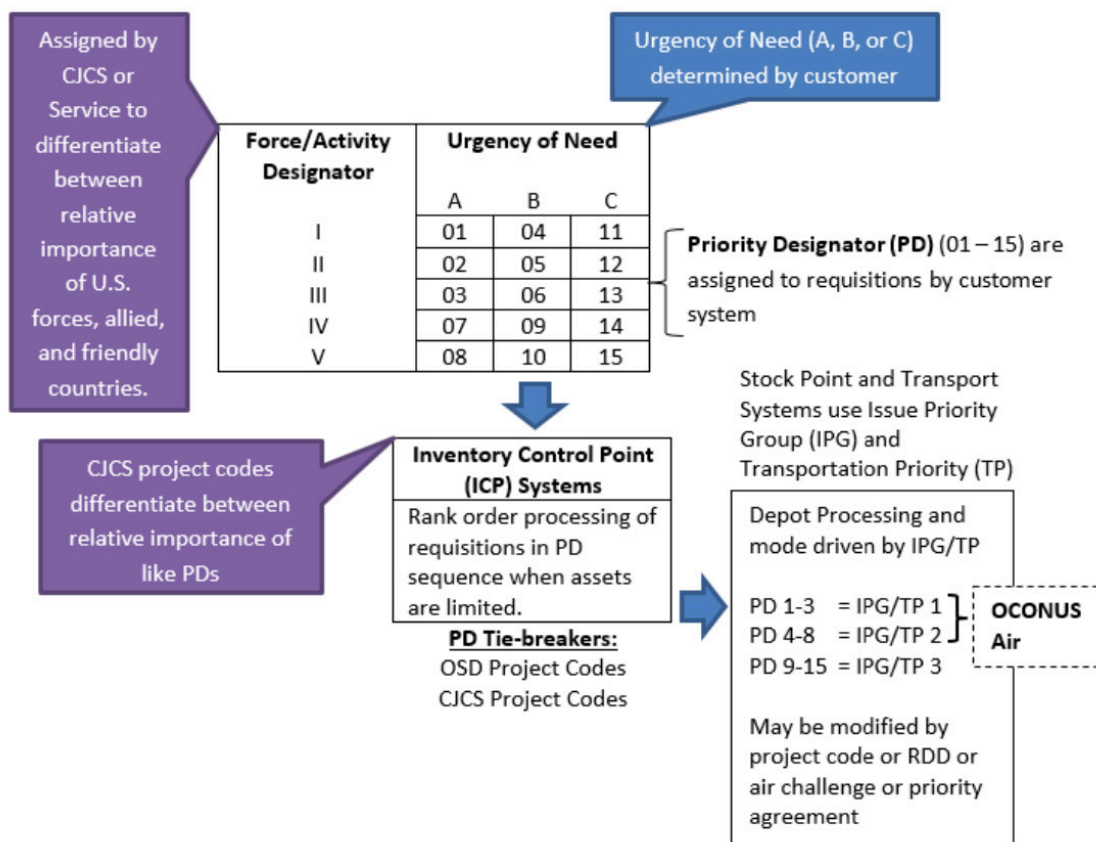 Assigned by
CJCS or
Service to
differentiate
between
relative
importance
of U.S.
forces, allied,
and friendly
countries.
Urgency of Need (A, B, or C)
determined by customer
Force/Activity
Designator
Urgency of Need
A B C
I 01 04 11
II 02 05 12
III 03 06 13
IV 07 09 14
V 08 10 15
Priority Designator (PD) (01 – 15) are
assigned to requisitions by customer
system
CJCS project codes
differentiate between
relative importance of
like PDs
Inventory Control Point
(ICP) Systems
Rank order processing of
requisitions in PD
sequence when assets
are limited.
PD Tie-breakers:
OSD Project Codes
CJCS Project Codes
Stock Point and Transport
Systems use Issue Priority
Group (IPG) and
Transportation Priority (TP)
Depot Processing and
mode driven by IPG/TP
PD 1-3 = IPG/TP 1
PD 4-8 = IPG/TP 2
PD 9-15 = IPG/TP 3
OCONUS
Air
May be modified by
project code or RDD or
air challenge or priority
agreement